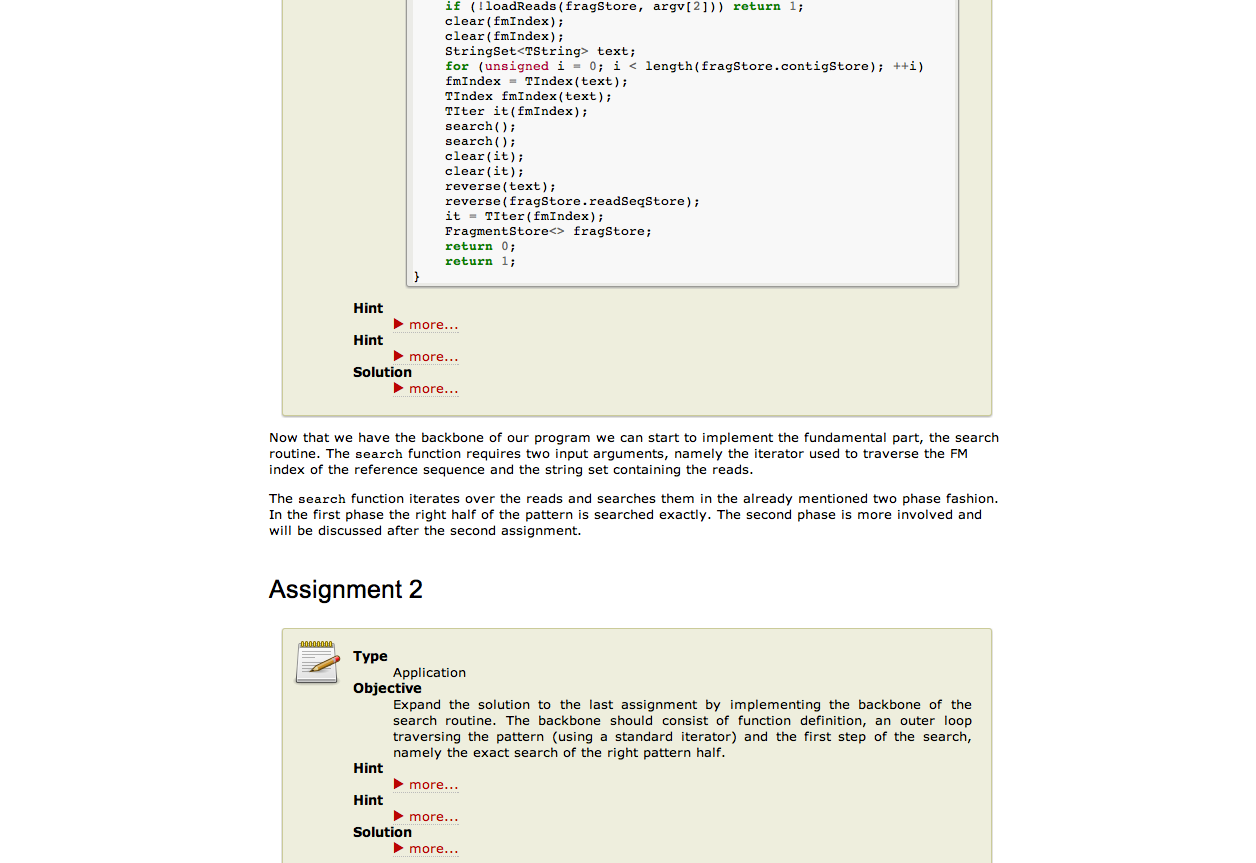 if (!loadReads(fragStore, argv[2])) return 1;
clear(fmIndex);
clear(fmIndex);
StringSet<TString> text;
for (unsigned i = 0; i < length(fragStore.contigStore); ++i)
fmIndex = TIndex(text);
TIndex fmIndex(text);
TIter it(fmIndex);
search();
search();
clear(it);
clear(it);
reverse(text);
reverse(fragStore.readSeqStore);
it = TIter(fmIndex);
FragmentStore<> fragStore;
return 0;
return 1;
}
Hint
more...
Hint
more...
Solution
more...
Now that we have the backbone of our program we can start to implement the fundamental part, the search
routine. The search function requires two input arguments, namely the iterator used to traverse the FM
index of the reference sequence and the string set containing the reads.
The search function iterates over the reads and searches them in the already mentioned two phase fashion.
In the first phase the right half of the pattern is searched exactly. The second phase is more involved and
will be discussed after the second assignment.
Assignment 2
Type
Application
Objective
Expand the solution to the last assignment by implementing the backbone of the
search routine. The backbone should consist of function definition, an outer loop
traversing the pattern (using a standard iterator) and the first step of the search,
namely the exact search of the right pattern half.
Hint
more...
Hint
more...
Solution
more...